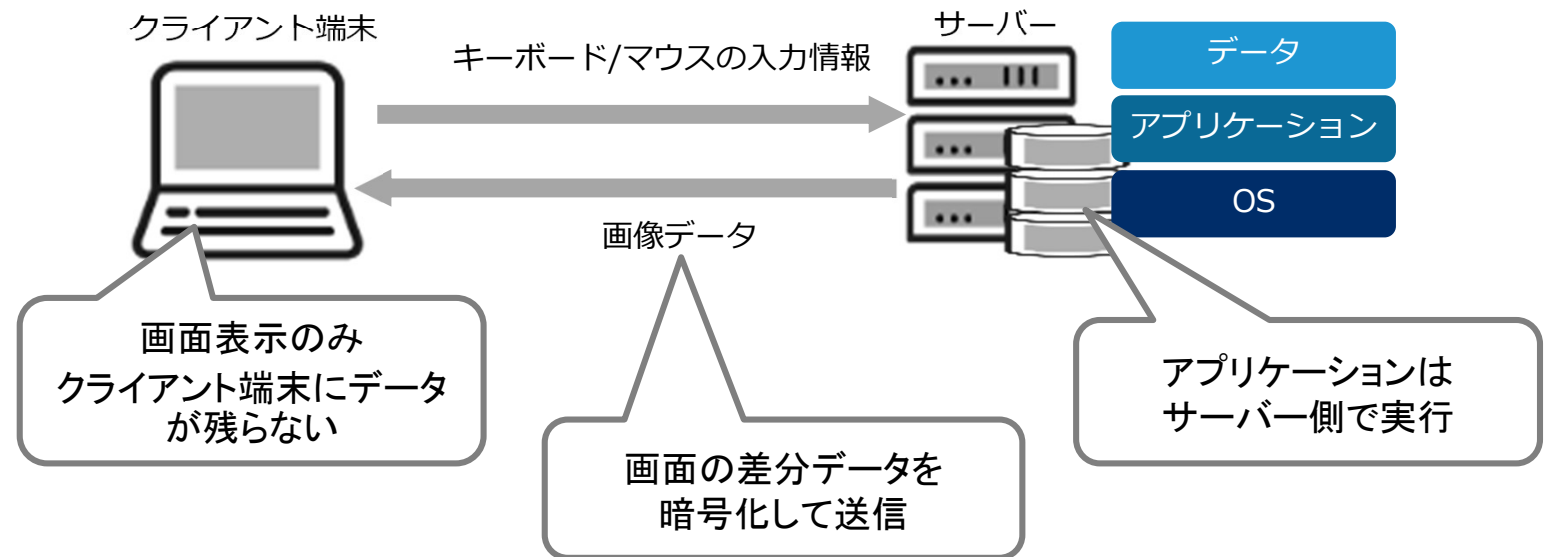 クライアント端末
サーバー
キーボード/マウスの入力情報
データ
アプリケーション
OS
画像データ
画面表示のみ
クライアント端末にデータ
が残らない
画面の差分データを
暗号化して送信
アプリケーションは
サーバー側で実行